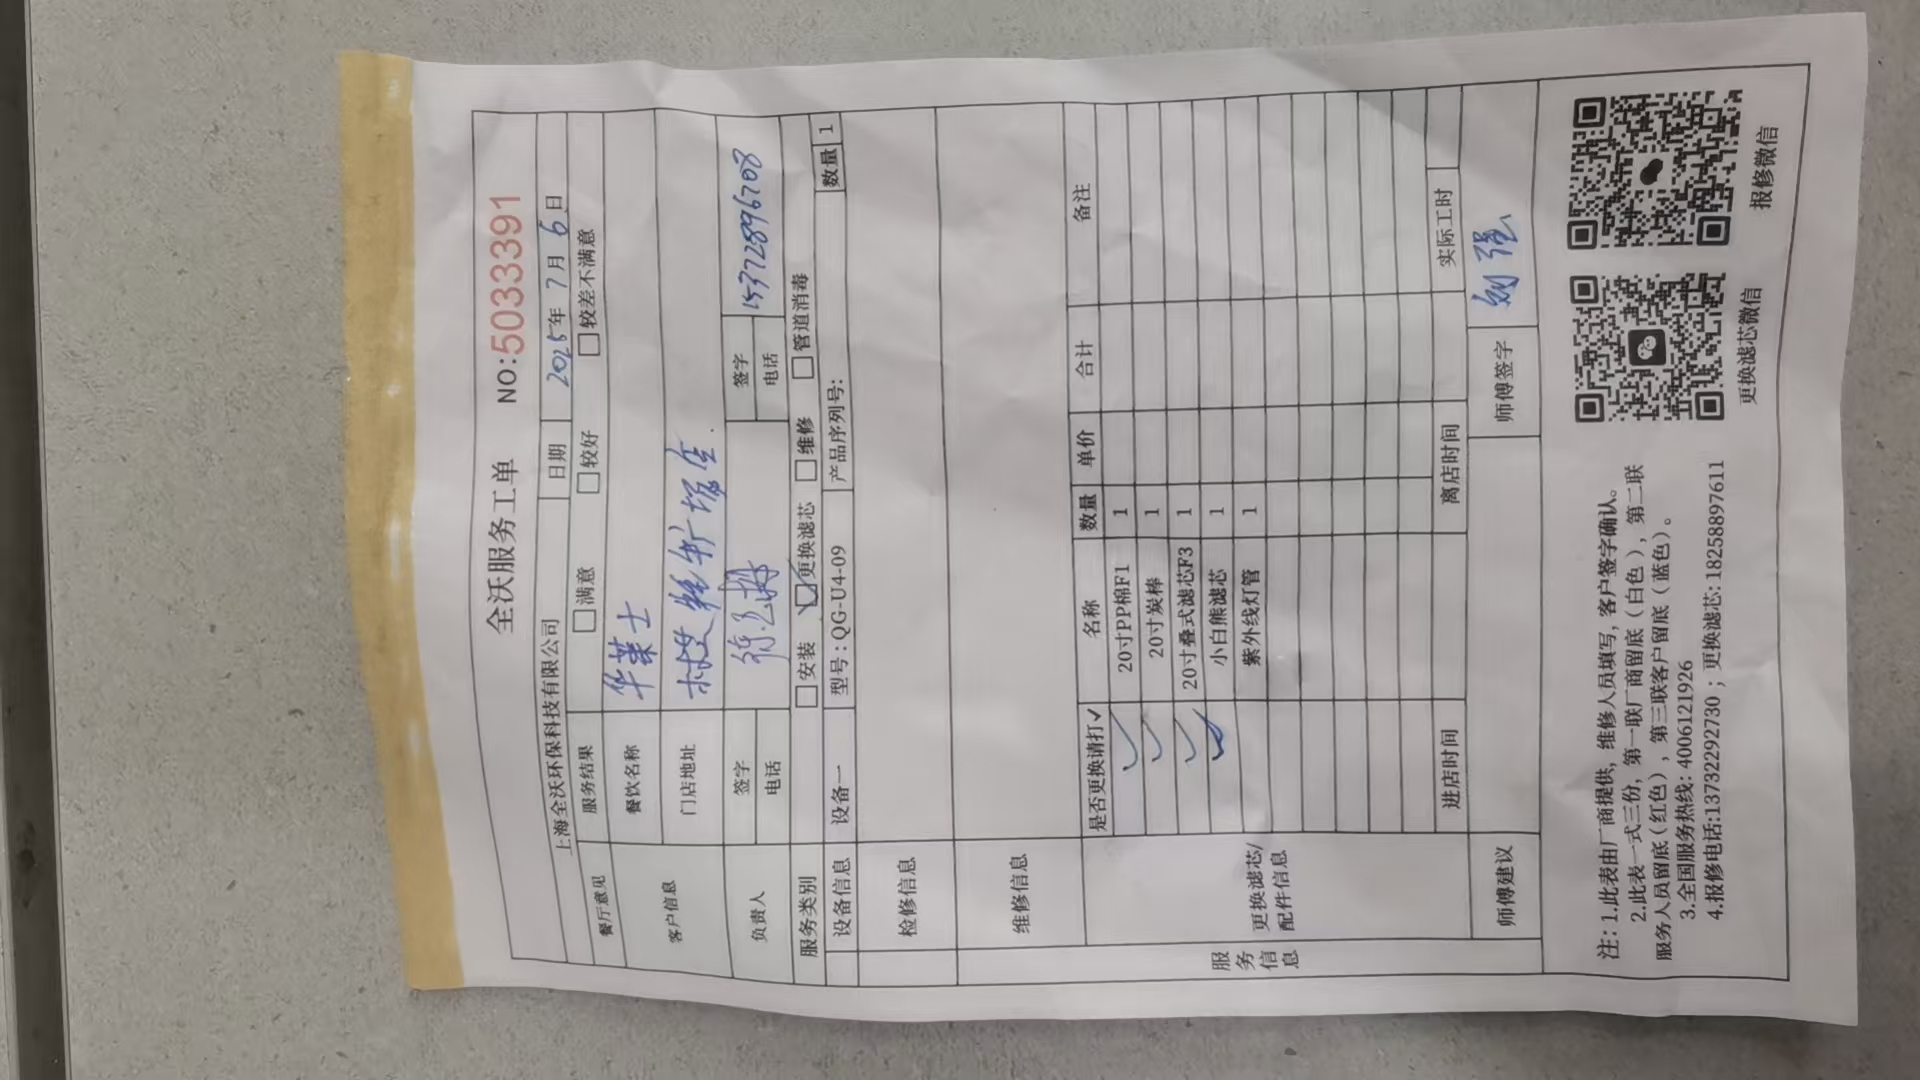 全沃服务工单 NO:5033391
上海全沃环保科技有限公司 日期 2025年 7月 6日
餐厅意见 服务结果 □满意 □较好 □较差不满意
客户信息 餐饮名称 华莱士
门店地址 广场店
负责人 签字 签字
电话 电话 15372896708
服务类别 □安装 ☑更换滤芯 □维修 □管道消毒
设备信息 设备一 型号: QG-U4-09 产品序列号: 数量 1
检修信息
维修信息
服务信息
更换滤芯/配件信息
是否更换请打✓ 名称 数量 单价 合计 备注
✓ 20寸PP棉F1 1
✓ 20寸炭棒 1
✓ 20寸叠式滤芯F3 1
✓ 小白熊滤芯 1
紫外线灯管 1
进店时间 离店时间 实际工时
师傅建议 师傅签字 刘强
注: 1.此表由厂商提供, 维修人员填写, 客户签字确认。
2.此表一式三份, 第一联厂商留底 (白色), 第二联
服务人员留底 (红色), 第三联客户留底 (蓝色)。
3.全国服务热线: 4006121926
4.报修电话:13732292730 ; 更换滤芯: 18258897611
更换滤芯微信
报修微信